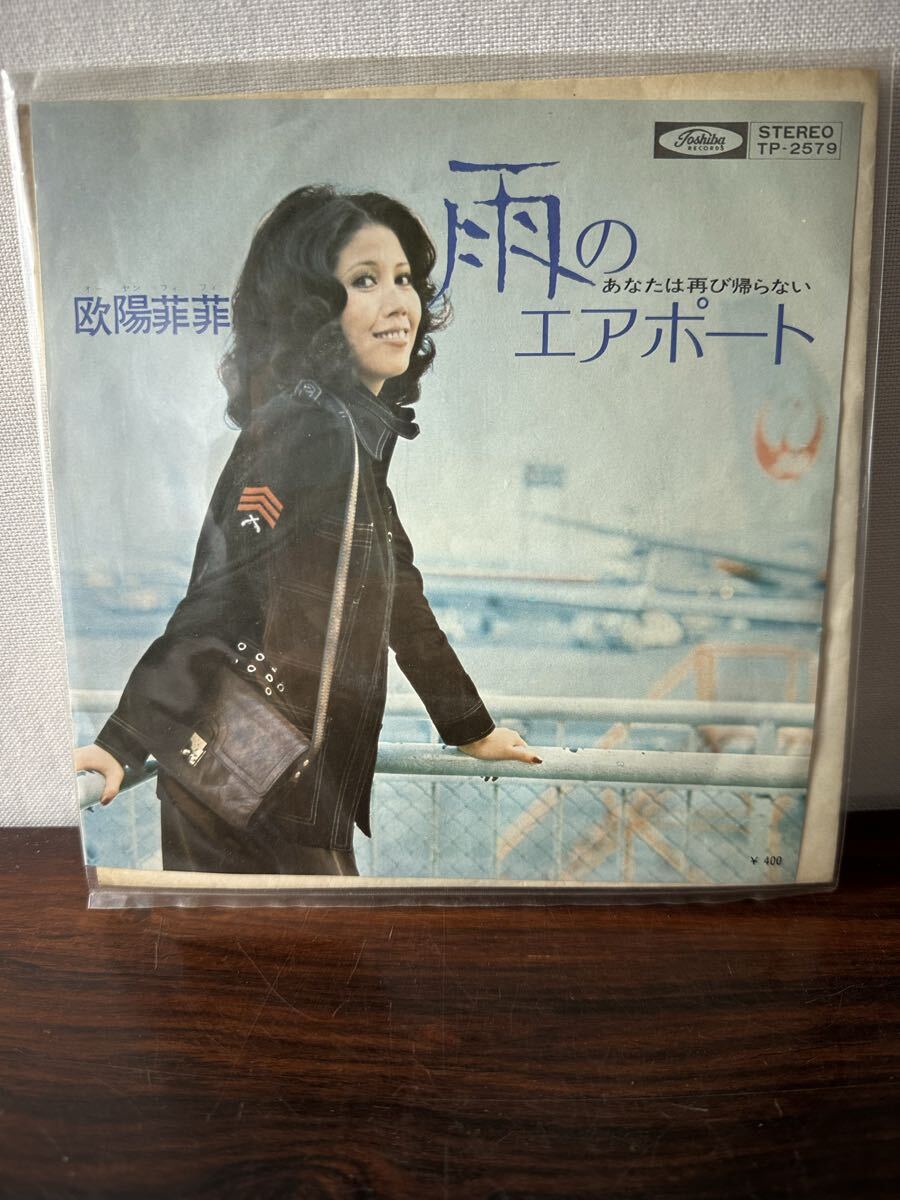 Toshiba
RECORDS
STEREO
TP-2579
雨の
あなたは再び帰らない
エアポート
オーヤン フィ フィ
欧陽菲菲
¥ 400